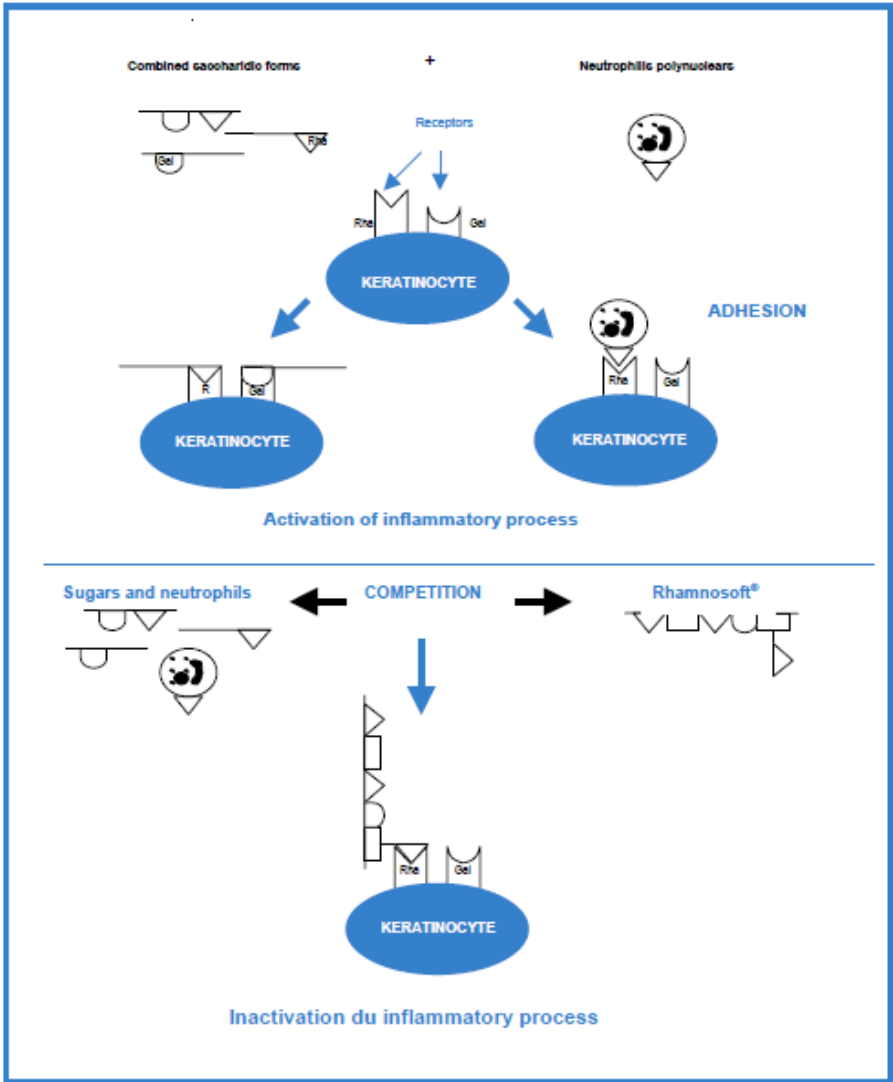 Combined saccharidic forms + Neutrophils polynuclears
Rha
Gal
Receptors
Rha Gal
KERATINOCYTE
ADHESION
R Gal
Rha Gal
KERATINOCYTE
KERATINOCYTE
Activation of inflammatory process
Sugars and neutrophils COMPETITION Rhamnosoft®
Rha Gal
KERATINOCYTE
Inactivation du inflammatory process